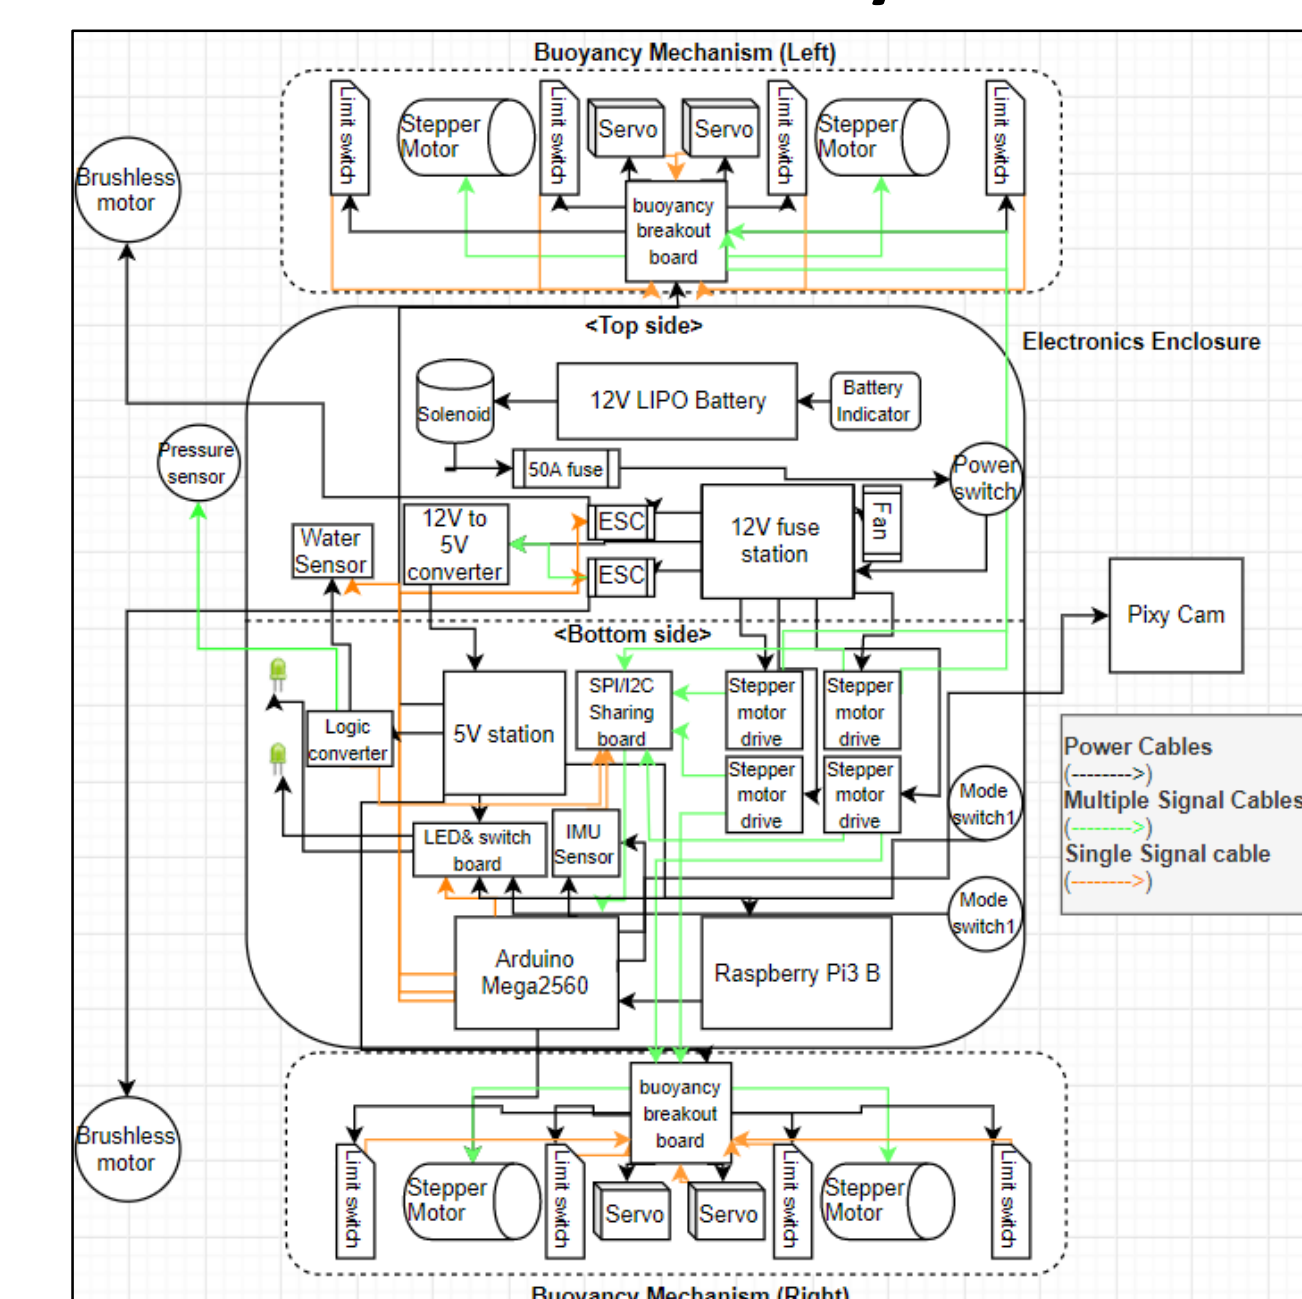 Buoyancy Mechanism (Left)
Limit switch
Stepper
Motor
Limit switch
Servo
Servo
Limit switch
Stepper
Motor
Limit switch
Brushless
motor
buoyancy
breakout
board
<Top side>
Electronics Enclosure
Solenoid
12V LIPO Battery
Battery
Indicator
Pressure
sensor
50A fuse
Power
switch
Water
Sensor
12V to
5V
converter
ESC
ESC
12V fuse
station
Fan
Pixy Cam
<Bottom side>
Logic
converter
5V station
SPI/I2C
Sharing
board
Stepper
motor
drive
Stepper
motor
drive
Stepper
motor
drive
Stepper
motor
drive
Mode
switch1
Power Cables
(-------->)
Multiple Signal Cables
(-------->)
Single Signal cable
(-------->)
LED& switch
board
IMU
Sensor
Mode
switch1
Arduino
Mega2560
Raspberry Pi3 B
buoyancy
breakout
board
Brushless
motor
Limit switch
Stepper
Motor
Limit switch
Servo
Servo
Limit switch
Stepper
Motor
Limit switch
Buoyancy Mechanism (Right)